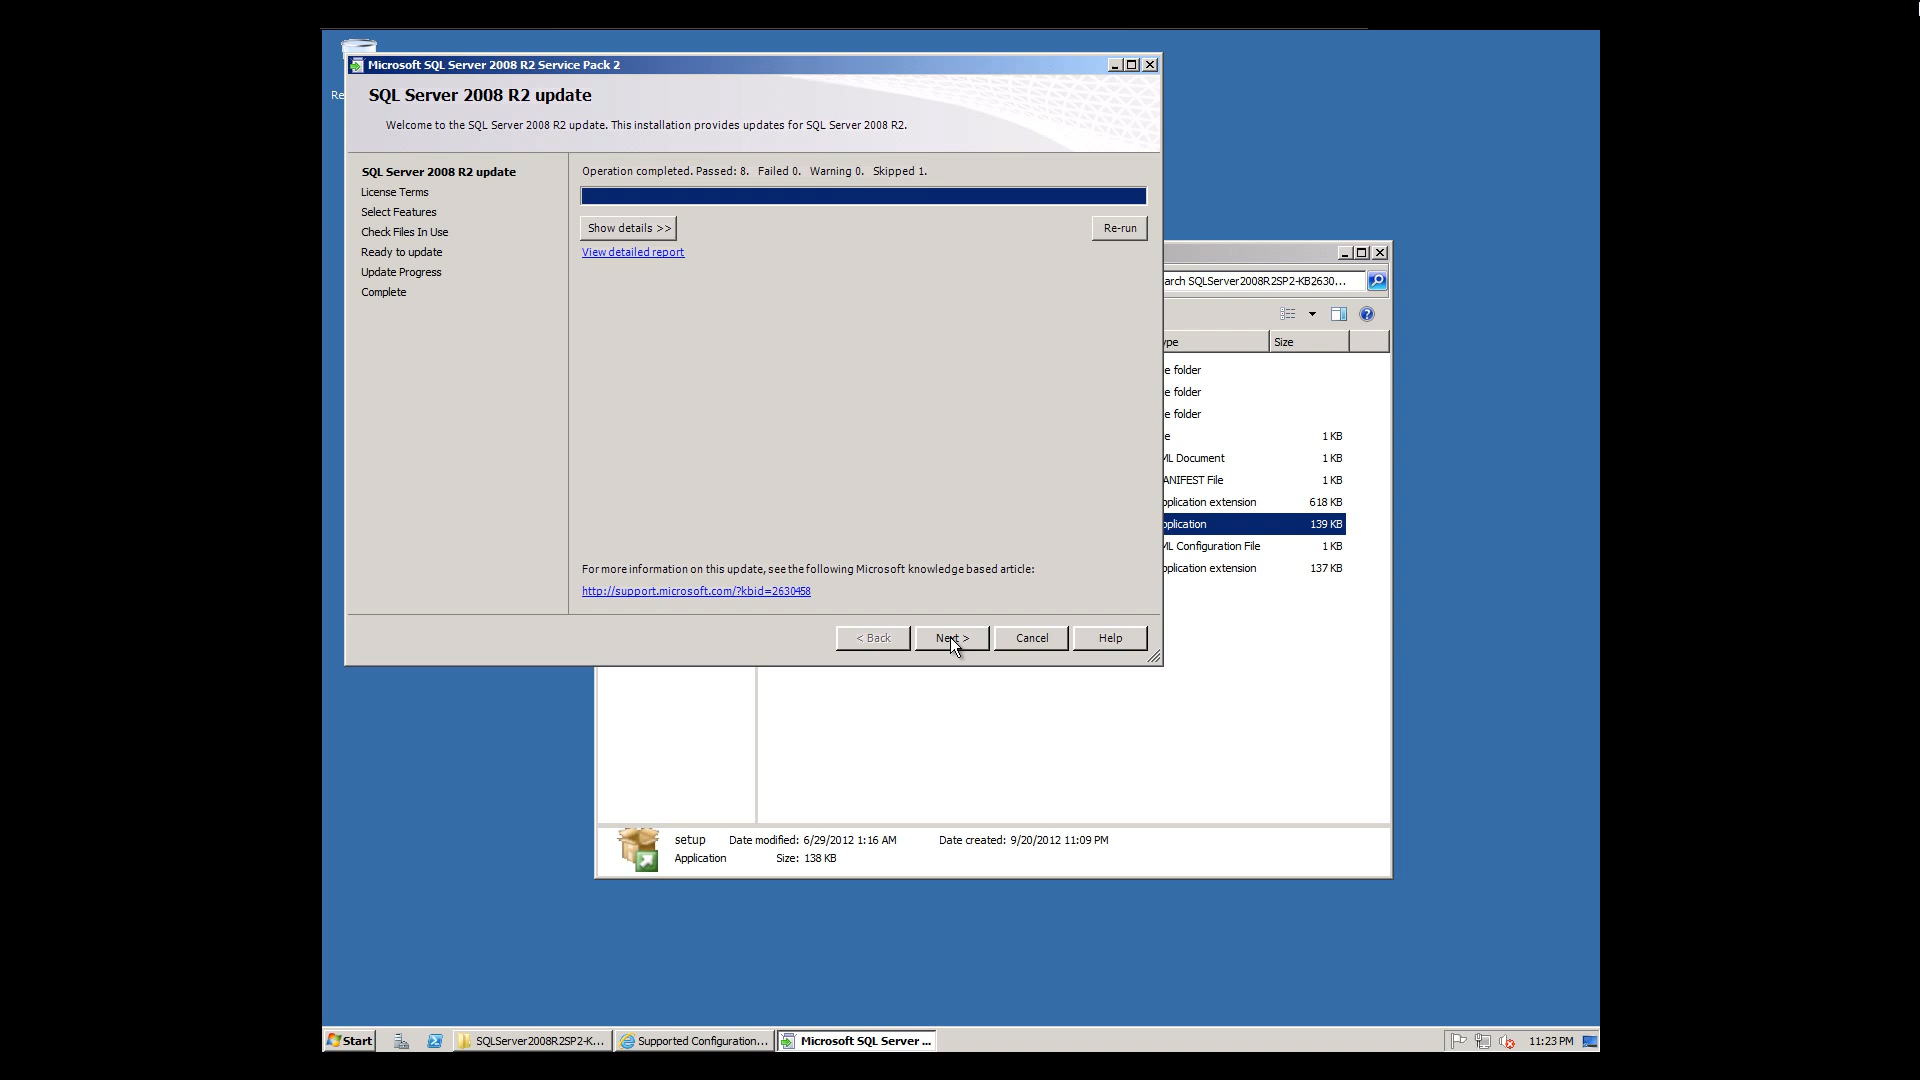 Re
Microsoft SQL Server 2008 R2 Service Pack 2
SQL Server 2008 R2 update
Welcome to the SQL Server 2008 R2 update. This installation provides updates for SQL Server 2008 R2.
SQL Server 2008 R2 update
License Terms
Select Features
Check Files In Use
Ready to update
Update Progress
Complete
Operation completed. Passed: 8.   Failed 0.   Warning 0.   Skipped 1.
Show details >>
Re-run
View detailed report
For more information on this update, see the following Microsoft knowledge based article:
http://support.microsoft.com/?kbid=2630458
< Back
Next >
Cancel
Help
arch SQLServer2008R2SP2-KB2630...
ype
Size
e folder
e folder
e folder
e 1 KB
ML Document 1 KB
ANIFEST File 1 KB
pplication extension 618 KB
pplication 139 KB
ML Configuration File 1 KB
pplication extension 137 KB
setup Date modified: 6/29/2012 1:16 AM Date created: 9/20/2012 11:09 PM
Application Size: 138 KB
Start
SQLServer2008R2SP2-K...
Supported Configuration...
Microsoft SQL Server ...
11:23 PM